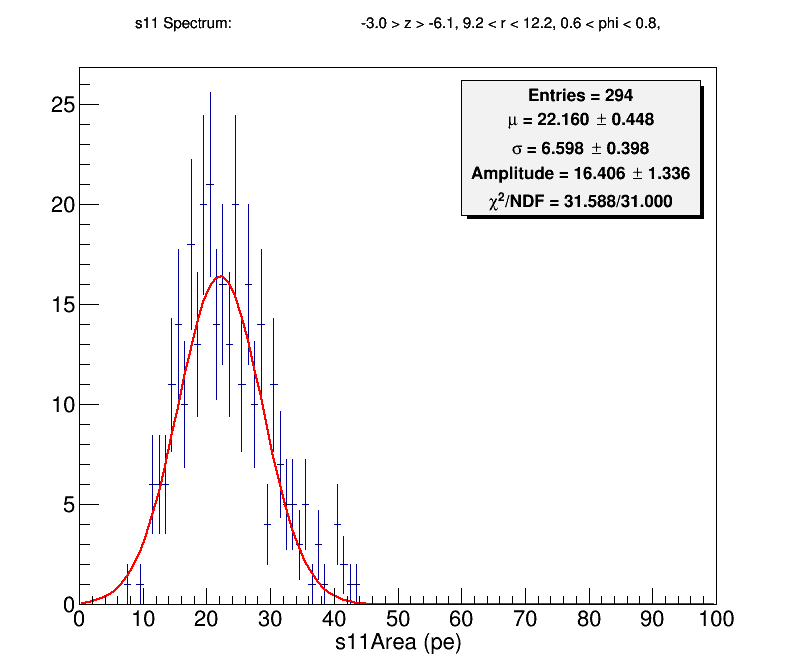 s11 Spectrum: -3.0 > z > -6.1, 9.2 < r < 12.2, 0.6 < phi < 0.8,
Entries = 294
μ = 22.160 ± 0.448
σ = 6.598 ± 0.398
Amplitude = 16.406 ± 1.336
χ²/NDF = 31.588/31.000
25
20
15
10
5
0
0 10 20 30 40 50 60 70 80 90 100
s11Area (pe)